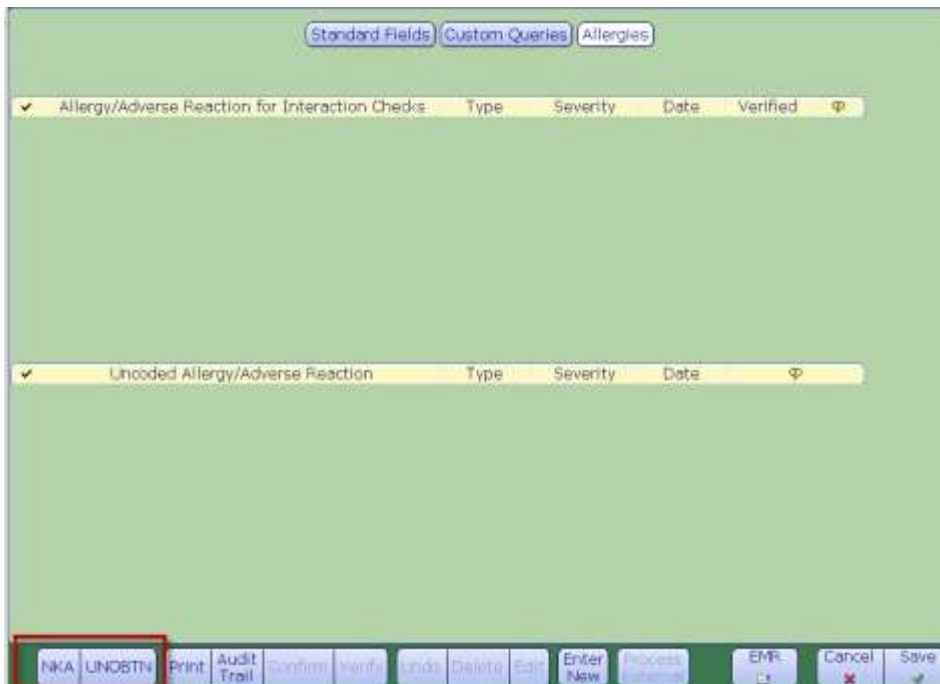 Standard Fields Custom Queries Allergies
Allergy/Adverse Reaction for Interaction Checks Type Severity Date Verified
Uncoded Allergy/Adverse Reaction Type Severity Date
NKA UNOBTN Print Audit Trail Confirm Verify Undo Delete Edit Enter New Process External EMR Cancel Save